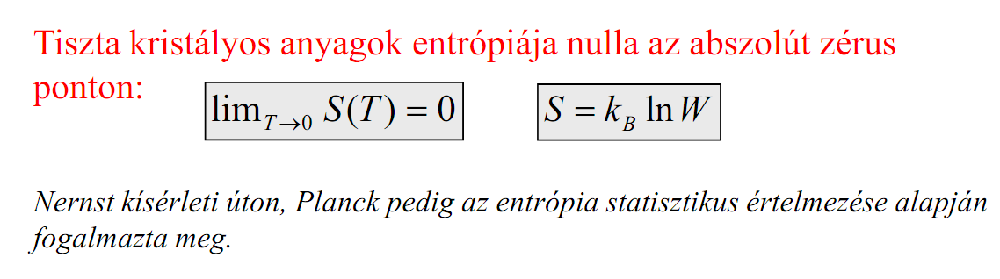 Tiszta kristályos anyagok entrópiája nulla az abszolút zérus
ponton:
lim_{T→0} S(T) = 0
S = k_B ln W
Nernst kísérleti úton, Planck pedig az entrópia statisztikus értelmezése alapján
fogalmazta meg.